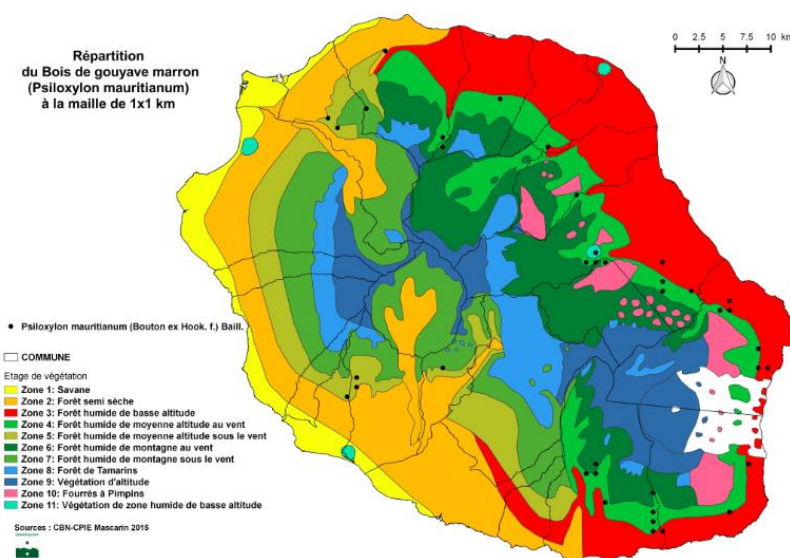 Répartition
du Bois de gouyave marron
(Psiloxylon mauritianum)
à la maille de 1x1 km
0 2.5 5 7.5 10 km
N
Psiloxylon mauritianum (Bouton ex Hook. f.) Baill.
COMMUNE
Etage de végétation
Zone 1: Savane
Zone 2: Forêt semi sèche
Zone 3: Forêt humide de basse altitude
Zone 4: Forêt humide de moyenne altitude au vent
Zone 5: Forêt humide de moyenne altitude sous le vent
Zone 6: Forêt humide de montagne au vent
Zone 7: Forêt humide de montagne sous le vent
Zone 8: Forêt de Tamarins
Zone 9: Végétation d'altitude
Zone 10: Fourrés à Pimpins
Zone 11: Végétation de zone humide de basse altitude
Sources : CBN-CPIE Mascarin 2015